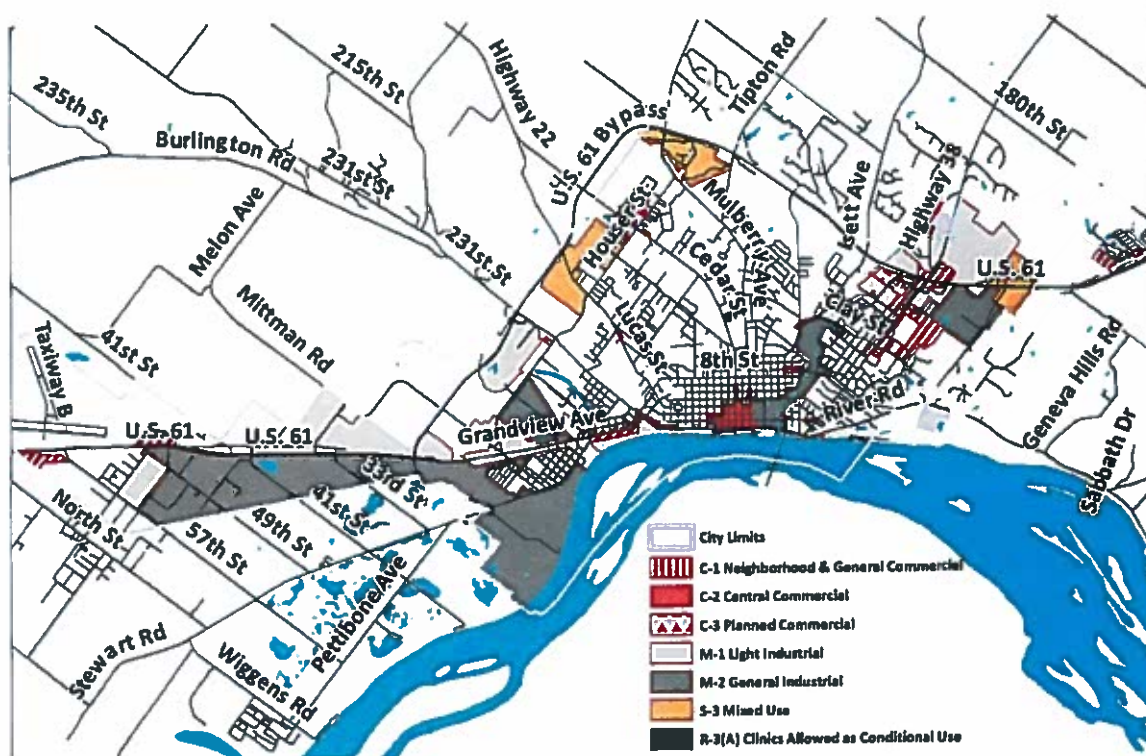 215th St
Highway 22
Tipton Rd
235th St
180th St
U.S. 61 Bypass
Burlington Rd
231st St
Highway 38
Isett Ave
Mulberry Ave
Melon Ave
Houser St
231st St
Cedar St
U.S. 61
Mittman Rd
Clay St
Lucas St
Taxiway B
41st St
8th St
Geneva Hills Rd
N River Rd
Grandview Ave
U.S. 61
U.S. 61
33rd St
41st St
Sabbath Dr
North St
49th St
57th St
Pettibone Ave
Stewart Rd
Wiggens Rd
City Limits
C-1 Neighborhood & General Commercial
C-2 Central Commercial
C-3 Planned Commercial
M-1 Light Industrial
M-2 General Industrial
S-3 Mixed Use
R-3(A) Clinics Allowed as Conditional Use